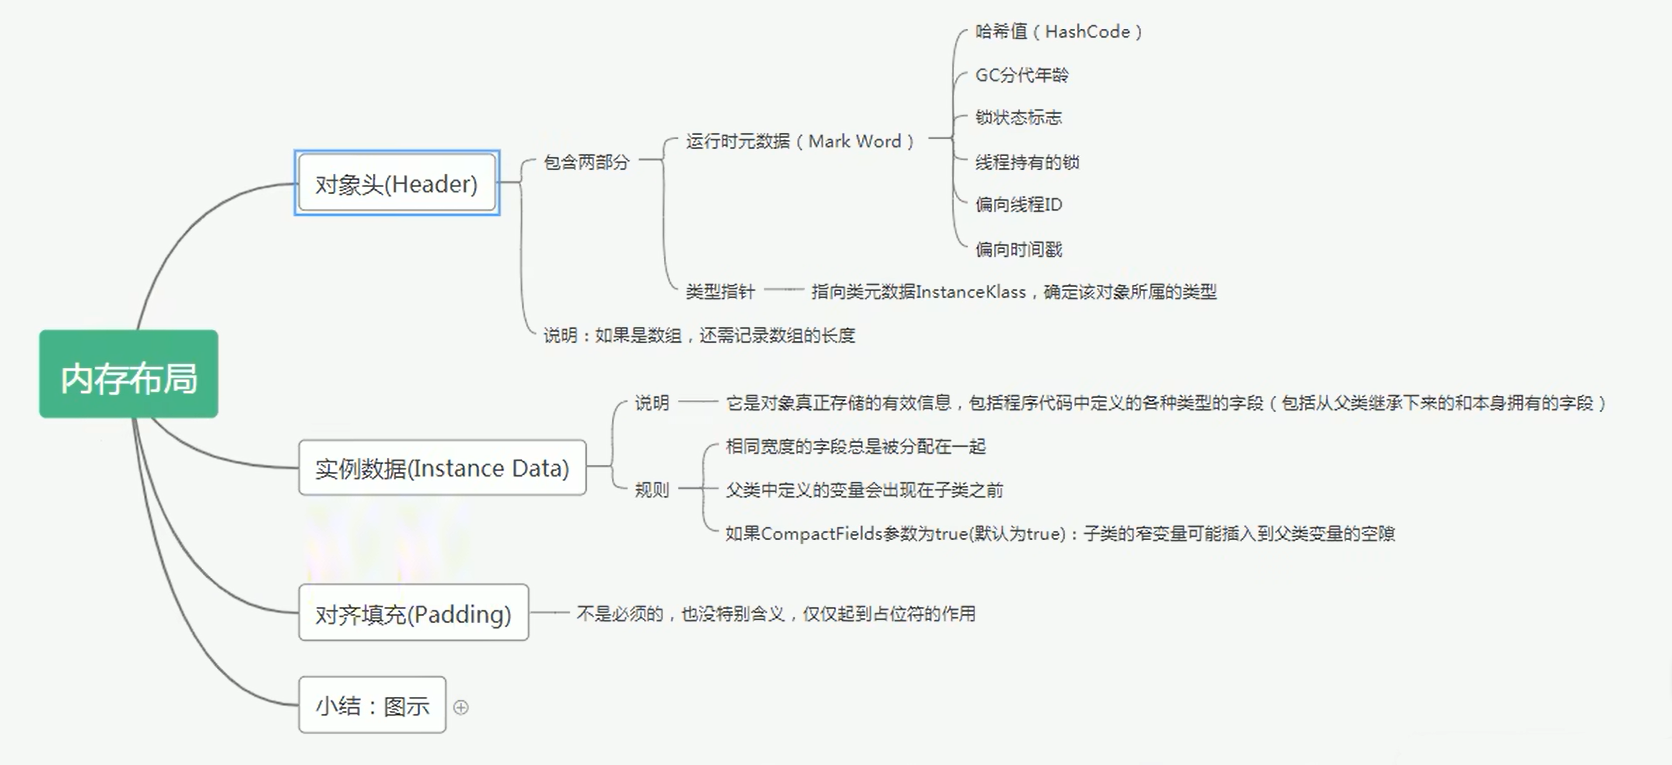 内存布局
对象头(Header)
包含两部分
运行时元数据（Mark Word）
哈希值（HashCode）
GC分代年龄
锁状态标志
线程持有的锁
偏向线程ID
偏向时间戳
类型指针
指向类元数据InstanceKlass，确定该对象所属的类型
说明：如果是数组，还需记录数组的长度
实例数据(Instance Data)
说明
它是对象真正存储的有效信息，包括程序代码中定义的各种类型的字段（包括从父类继承下来的和本身拥有的字段）
规则
相同宽度的字段总是被分配在一起
父类中定义的变量会出现在子类之前
如果CompactFields参数为true(默认为true)：子类的窄变量可能插入到父类变量的空隙
对齐填充(Padding)
不是必须的，也没特别含义，仅仅起到占位符的作用
小结：图示